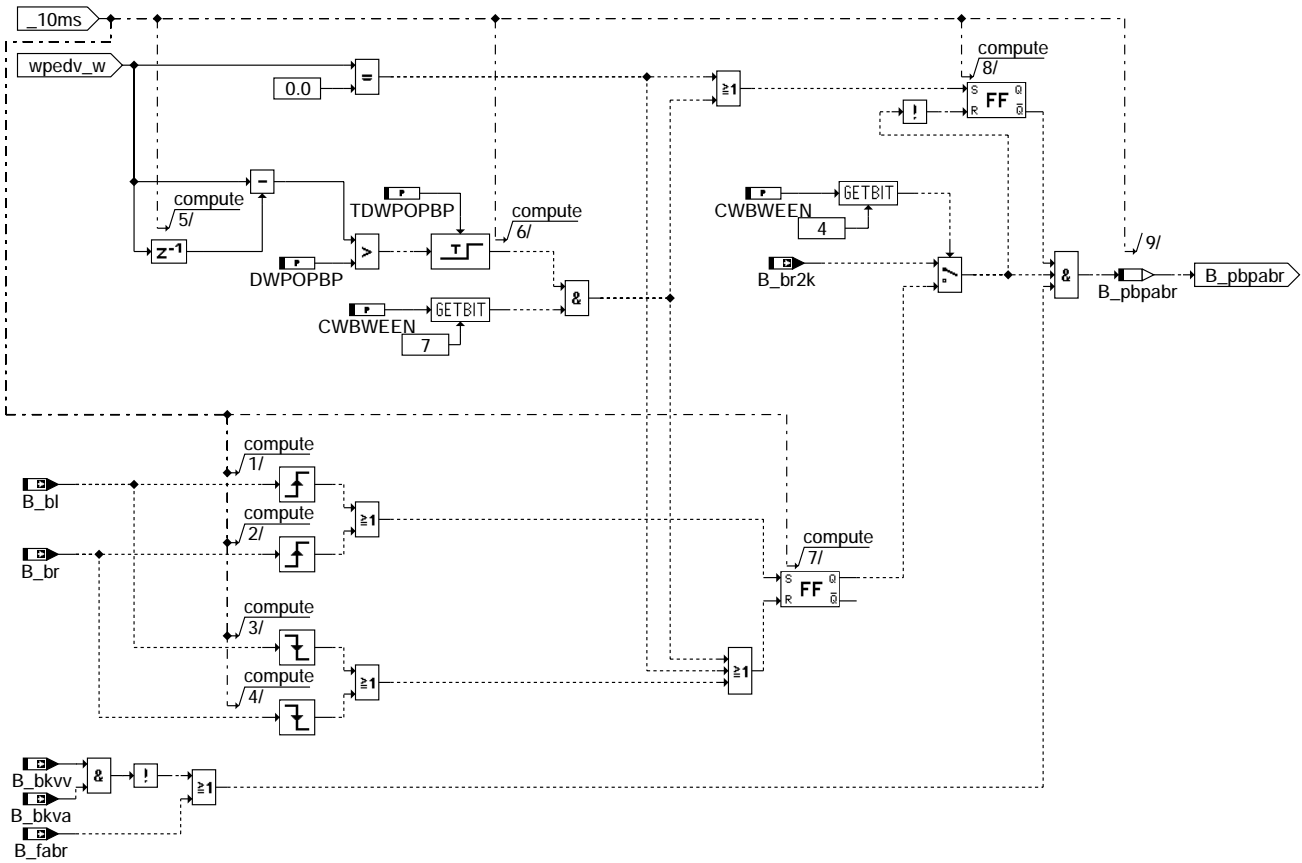 _10ms
compute
8/
wpedv_w
=
0.0
≧1
S Q
FF
R Q
!
-
compute
5/
TDWPOPBP
P
compute
6/
P
GETBIT
CWBWEEN
4
9/
z-1
P
DWPOPBP
>
T
B_br2k
&
B_pbpabr
B_pbpabr
P
GETBIT
&
CWBWEEN
7
compute
1/
B_bl
compute
2/
≧1
B_br
compute
7/
S Q
FF
R Q
compute
3/
≧1
compute
4/
≧1
B_bkvv
&
!
≧1
B_bkva
B_fabr